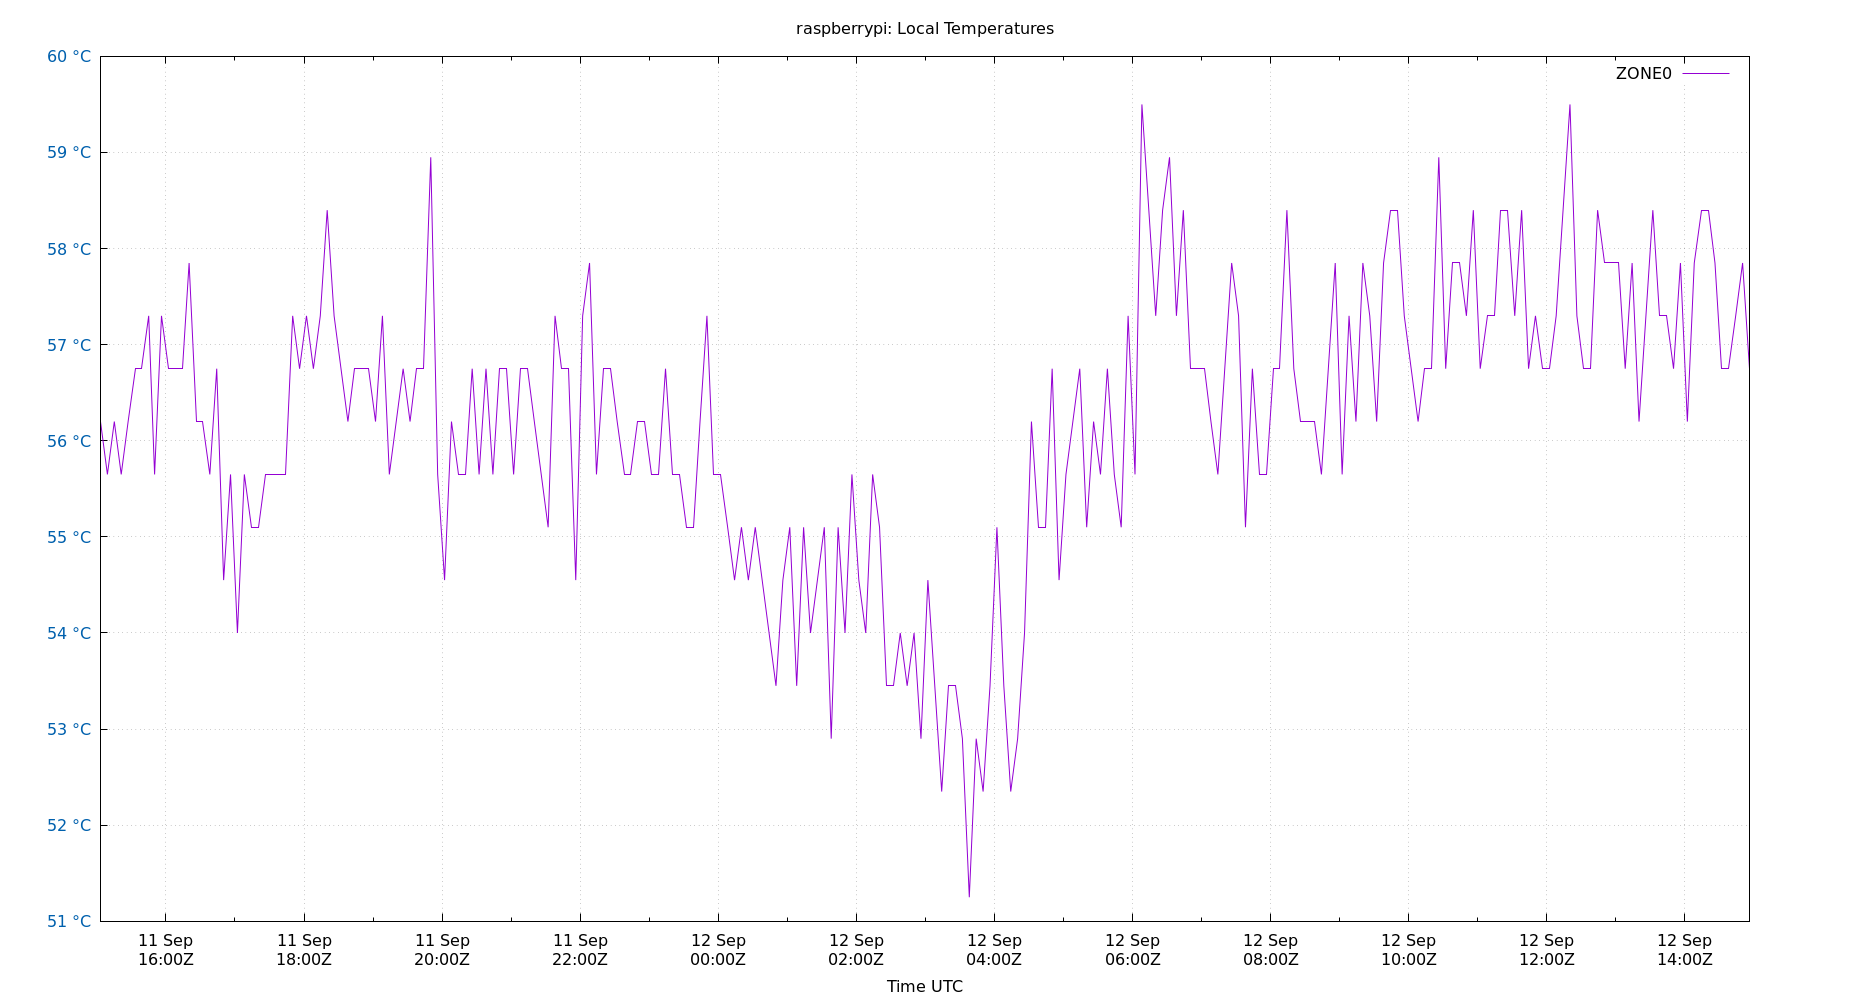 raspberrypi: Local Temperatures
60 °C
ZONE0
59 °C
58 °C
57 °C
56 °C
55 °C
54 °C
53 °C
52 °C
51 °C
11 Sep 11 Sep 11 Sep 11 Sep 12 Sep 12 Sep 12 Sep 12 Sep 12 Sep 12 Sep 12 Sep 12 Sep
16:00Z 18:00Z 20:00Z 22:00Z 00:00Z 02:00Z 04:00Z 06:00Z 08:00Z 10:00Z 12:00Z 14:00Z
Time UTC